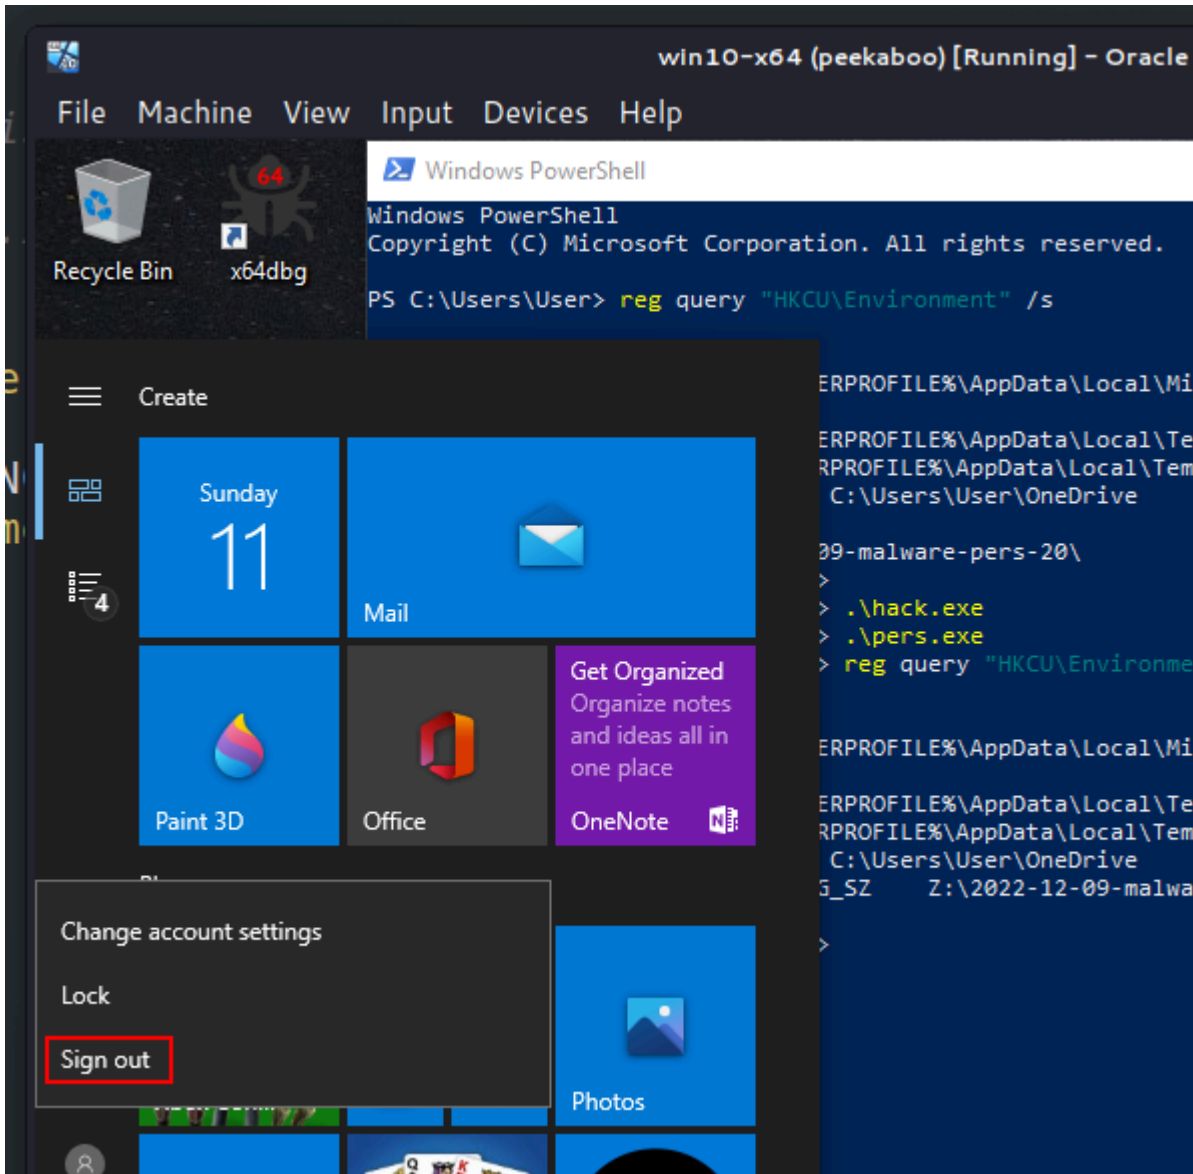 win10-x64 (peekaboo) [Running] - Oracle
File Machine View Input Devices Help
64
Recycle Bin
x64dbg
Windows PowerShell
Windows PowerShell
Copyright (C) Microsoft Corporation. All rights reserved.
PS C:\Users\User> reg query "HKCU\Environment" /s
ERPROFILE%\AppData\Local\Mi
ERPROFILE%\AppData\Local\Te
RPROFILE%\AppData\Local\Tem
C:\Users\User\OneDrive
09-malware-pers-20\
>
> .\hack.exe
> .\pers.exe
> reg query "HKCU\Environme
ERPROFILE%\AppData\Local\Mi
ERPROFILE%\AppData\Local\Te
RPROFILE%\AppData\Local\Tem
C:\Users\User\OneDrive
G_SZ Z:\2022-12-09-malwa
>
Create
Sunday
11
Mail
4
Paint 3D
Office
Get Organized
Organize notes
and ideas all in
one place
OneNote
Change account settings
Lock
Sign out
Photos